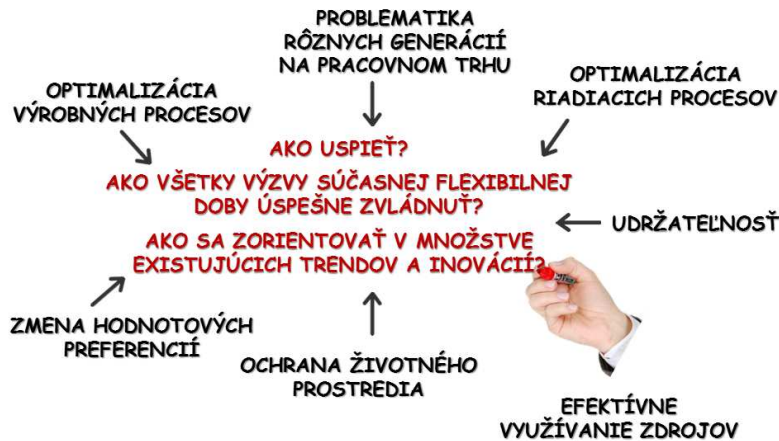 PROBLEMATIKA
RÔZNYCH GENERÁCIÍ
NA PRACOVNOM TRHU
OPTIMALIZÁCIA
VÝROBNÝCH PROCESOV
OPTIMALIZÁCIA
RIADIACICH PROCESOV
AKO USPIEŤ?
AKO VŠETKY VÝZVY SÚČASNEJ FLEXIBILNEJ
DOBY ÚSPEŠNE ZVLÁDNUŤ?
AKO SA ZORIENTOVAŤ V MNOŽSTVE
EXISTUJÚCICH TRENDOV A INOVÁCIÍ?
UDRŽATEĽNOSŤ
ZMENA HODNOTOVÝCH
PREFERENCIÍ
OCHRANA ŽIVOTNÉHO
PROSTREDIA
EFEKTÍVNE
VYUŽÍVANIE ZDROJOV